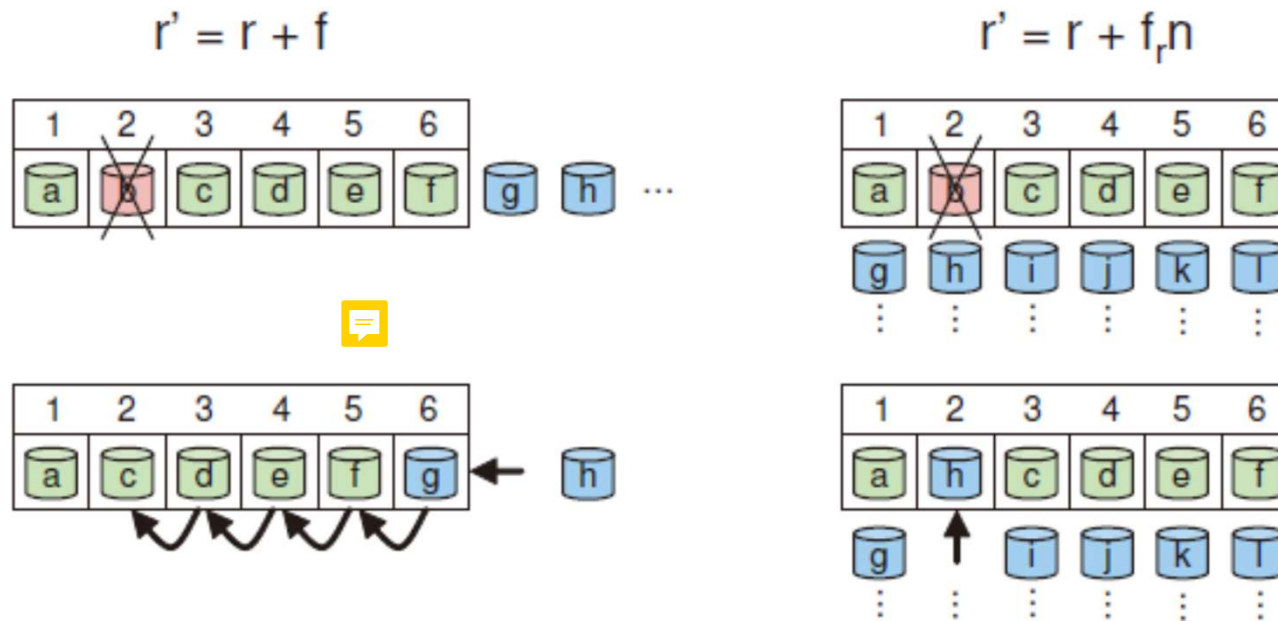 r' = r + f
1 2 3 4 5 6
a b c d e f g h ...
1 2 3 4 5 6
a c d e f g h
r' = r + fᵣn
1 2 3 4 5 6
a b c d e f
g h i j k l
⋮ ⋮ ⋮ ⋮ ⋮ ⋮
1 2 3 4 5 6
a h c d e f
g i j k l
⋮ ⋮ ⋮ ⋮ ⋮ ⋮